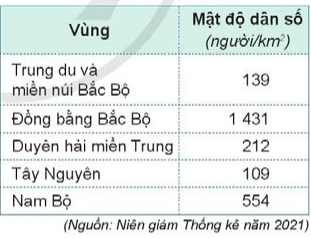 Vùng
Mật độ dân số
(người/km²)
Trung du và
miền núi Bắc Bộ
139
Đồng bằng Bắc Bộ 1 431
Duyên hải miền Trung 212
Tây Nguyên 109
Nam Bộ 554
(Nguồn: Niên giám Thống kê năm 2021)